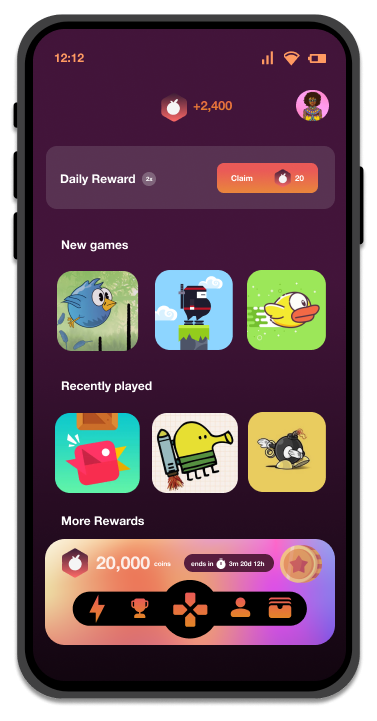 12:12
+2,400
Daily Reward 2x Claim 20
New games
Recently played
More Rewards
20,000 coins ends in 3m 20d 12h